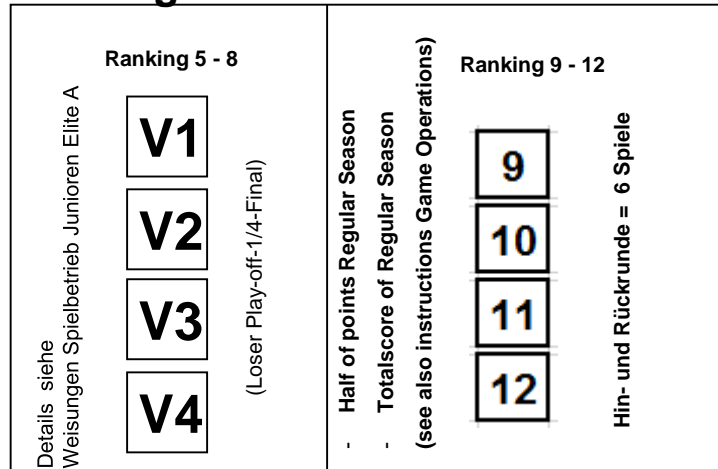 Ranking 5 - 8
Details siehe
Weisungen Spielbetrieb Junioren Elite A
V1
V2
V3
V4
(Loser Play-off-1/4-Final)
Ranking 9 - 12
- Half of points Regular Season
- Totalscore of Regular Season
(see also instructions Game Operations)
9
10
11
12
Hin- und Rückrunde = 6 Spiele